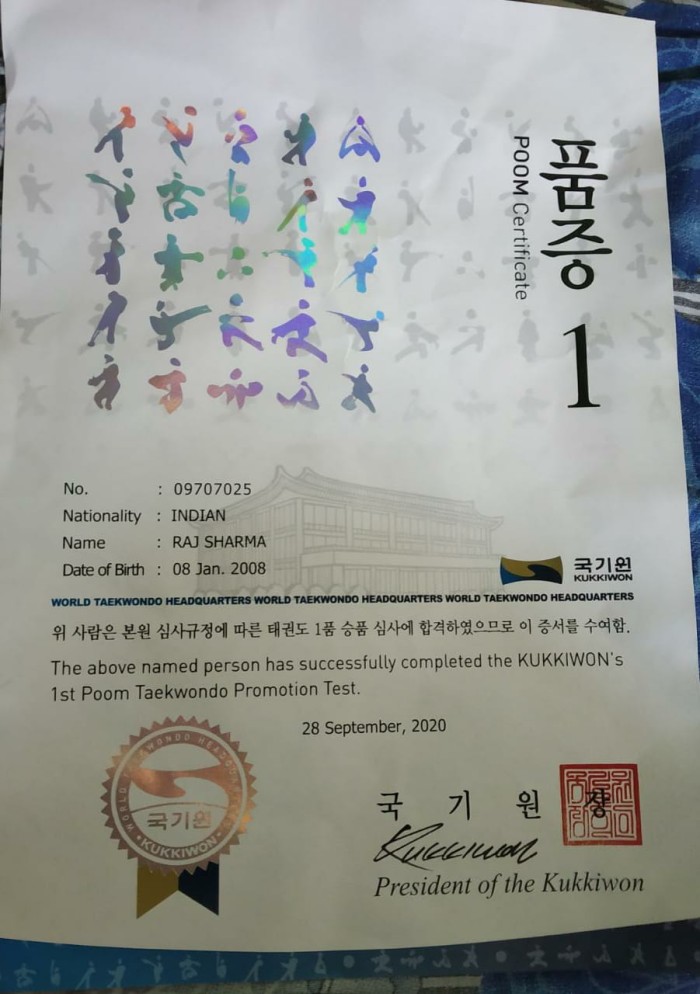 품증 1
POOM Certificate
No. : 09707025
Nationality : INDIAN
Name : RAJ SHARMA
Date of Birth : 08 Jan. 2008
국기원
KUKKIWON
WORLD TAEKWONDO HEADQUARTERS WORLD TAEKWONDO HEADQUARTERS WORLD TAEKWONDO HEADQUARTERS
위 사람은 본원 심사규정에 따른 태권도 1품 승품 심사에 합격하였으므로 이 증서를 수여함.
The above named person has successfully completed the KUKKIWON's
1st Poom Taekwondo Promotion Test.
28 September, 2020
WORLD TAEKWONDO HEADQUARTERS
국기원
KUKKIWON
국 기 원 장
Kukkiwon
President of the Kukkiwon